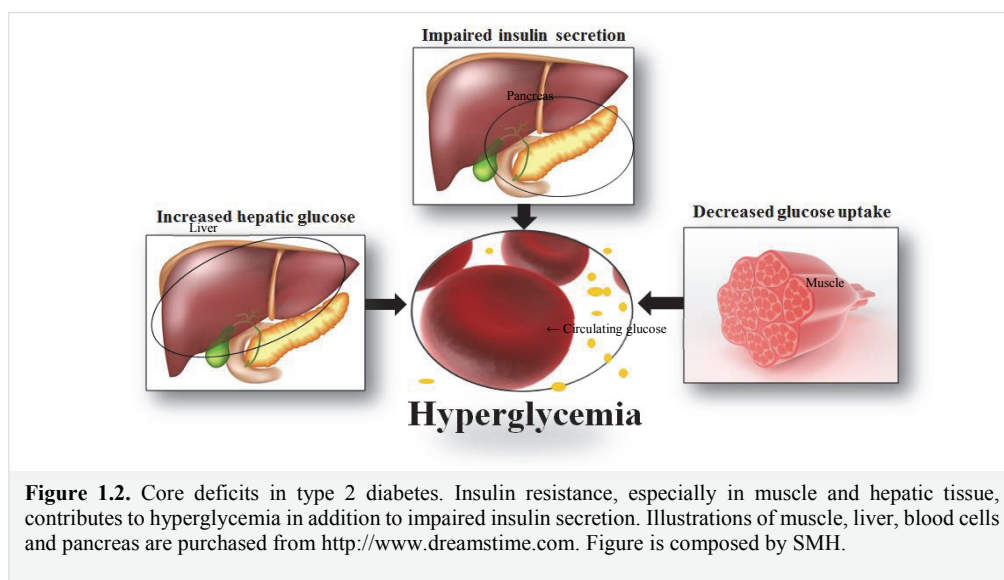 Impaired insulin secretion
Pancreas
Increased hepatic glucose
Liver
Decreased glucose uptake
Muscle
← Circulating glucose
Hyperglycemia
Figure 1.2. Core deficits in type 2 diabetes. Insulin resistance, especially in muscle and hepatic tissue,
contributes to hyperglycemia in addition to impaired insulin secretion. Illustrations of muscle, liver, blood cells
and pancreas are purchased from http://www.dreamstime.com. Figure is composed by SMH.